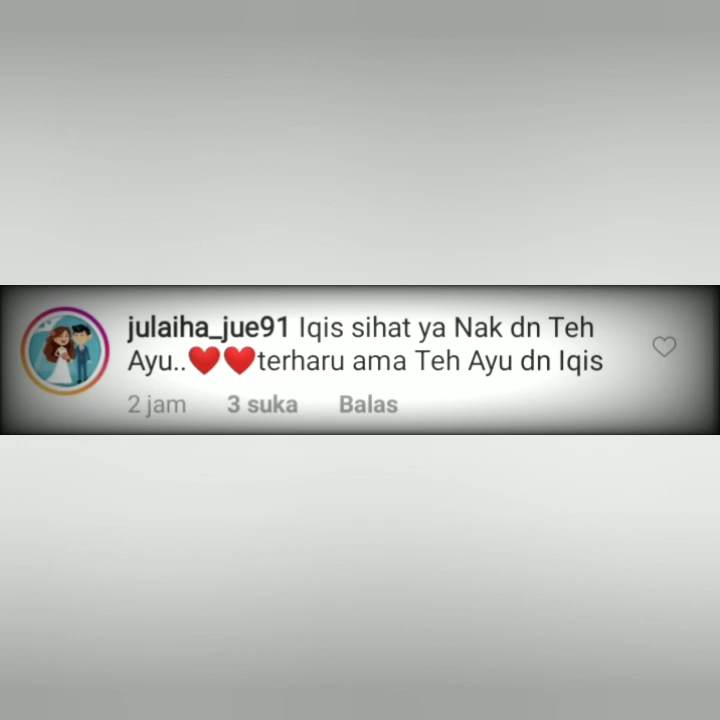 julaiha_jue91 Iqis sihat ya Nak dn Teh
Ayu..❤️❤️terharu ama Teh Ayu dn Iqis
2 jam 3 suka Balas